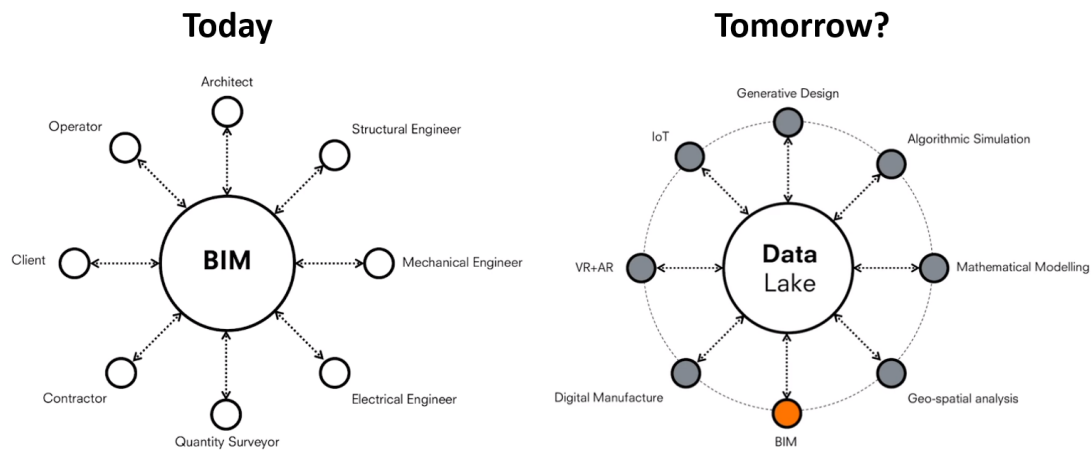 Today
Architect
Operator
Structural Engineer
BIM
Client
Mechanical Engineer
Contractor
Electrical Engineer
Quantity Surveyor
Tomorrow?
Generative Design
IoT
Algorithmic Simulation
Data
Lake
VR+AR
Mathematical Modelling
Digital Manufacture
Geo-spatial analysis
BIM